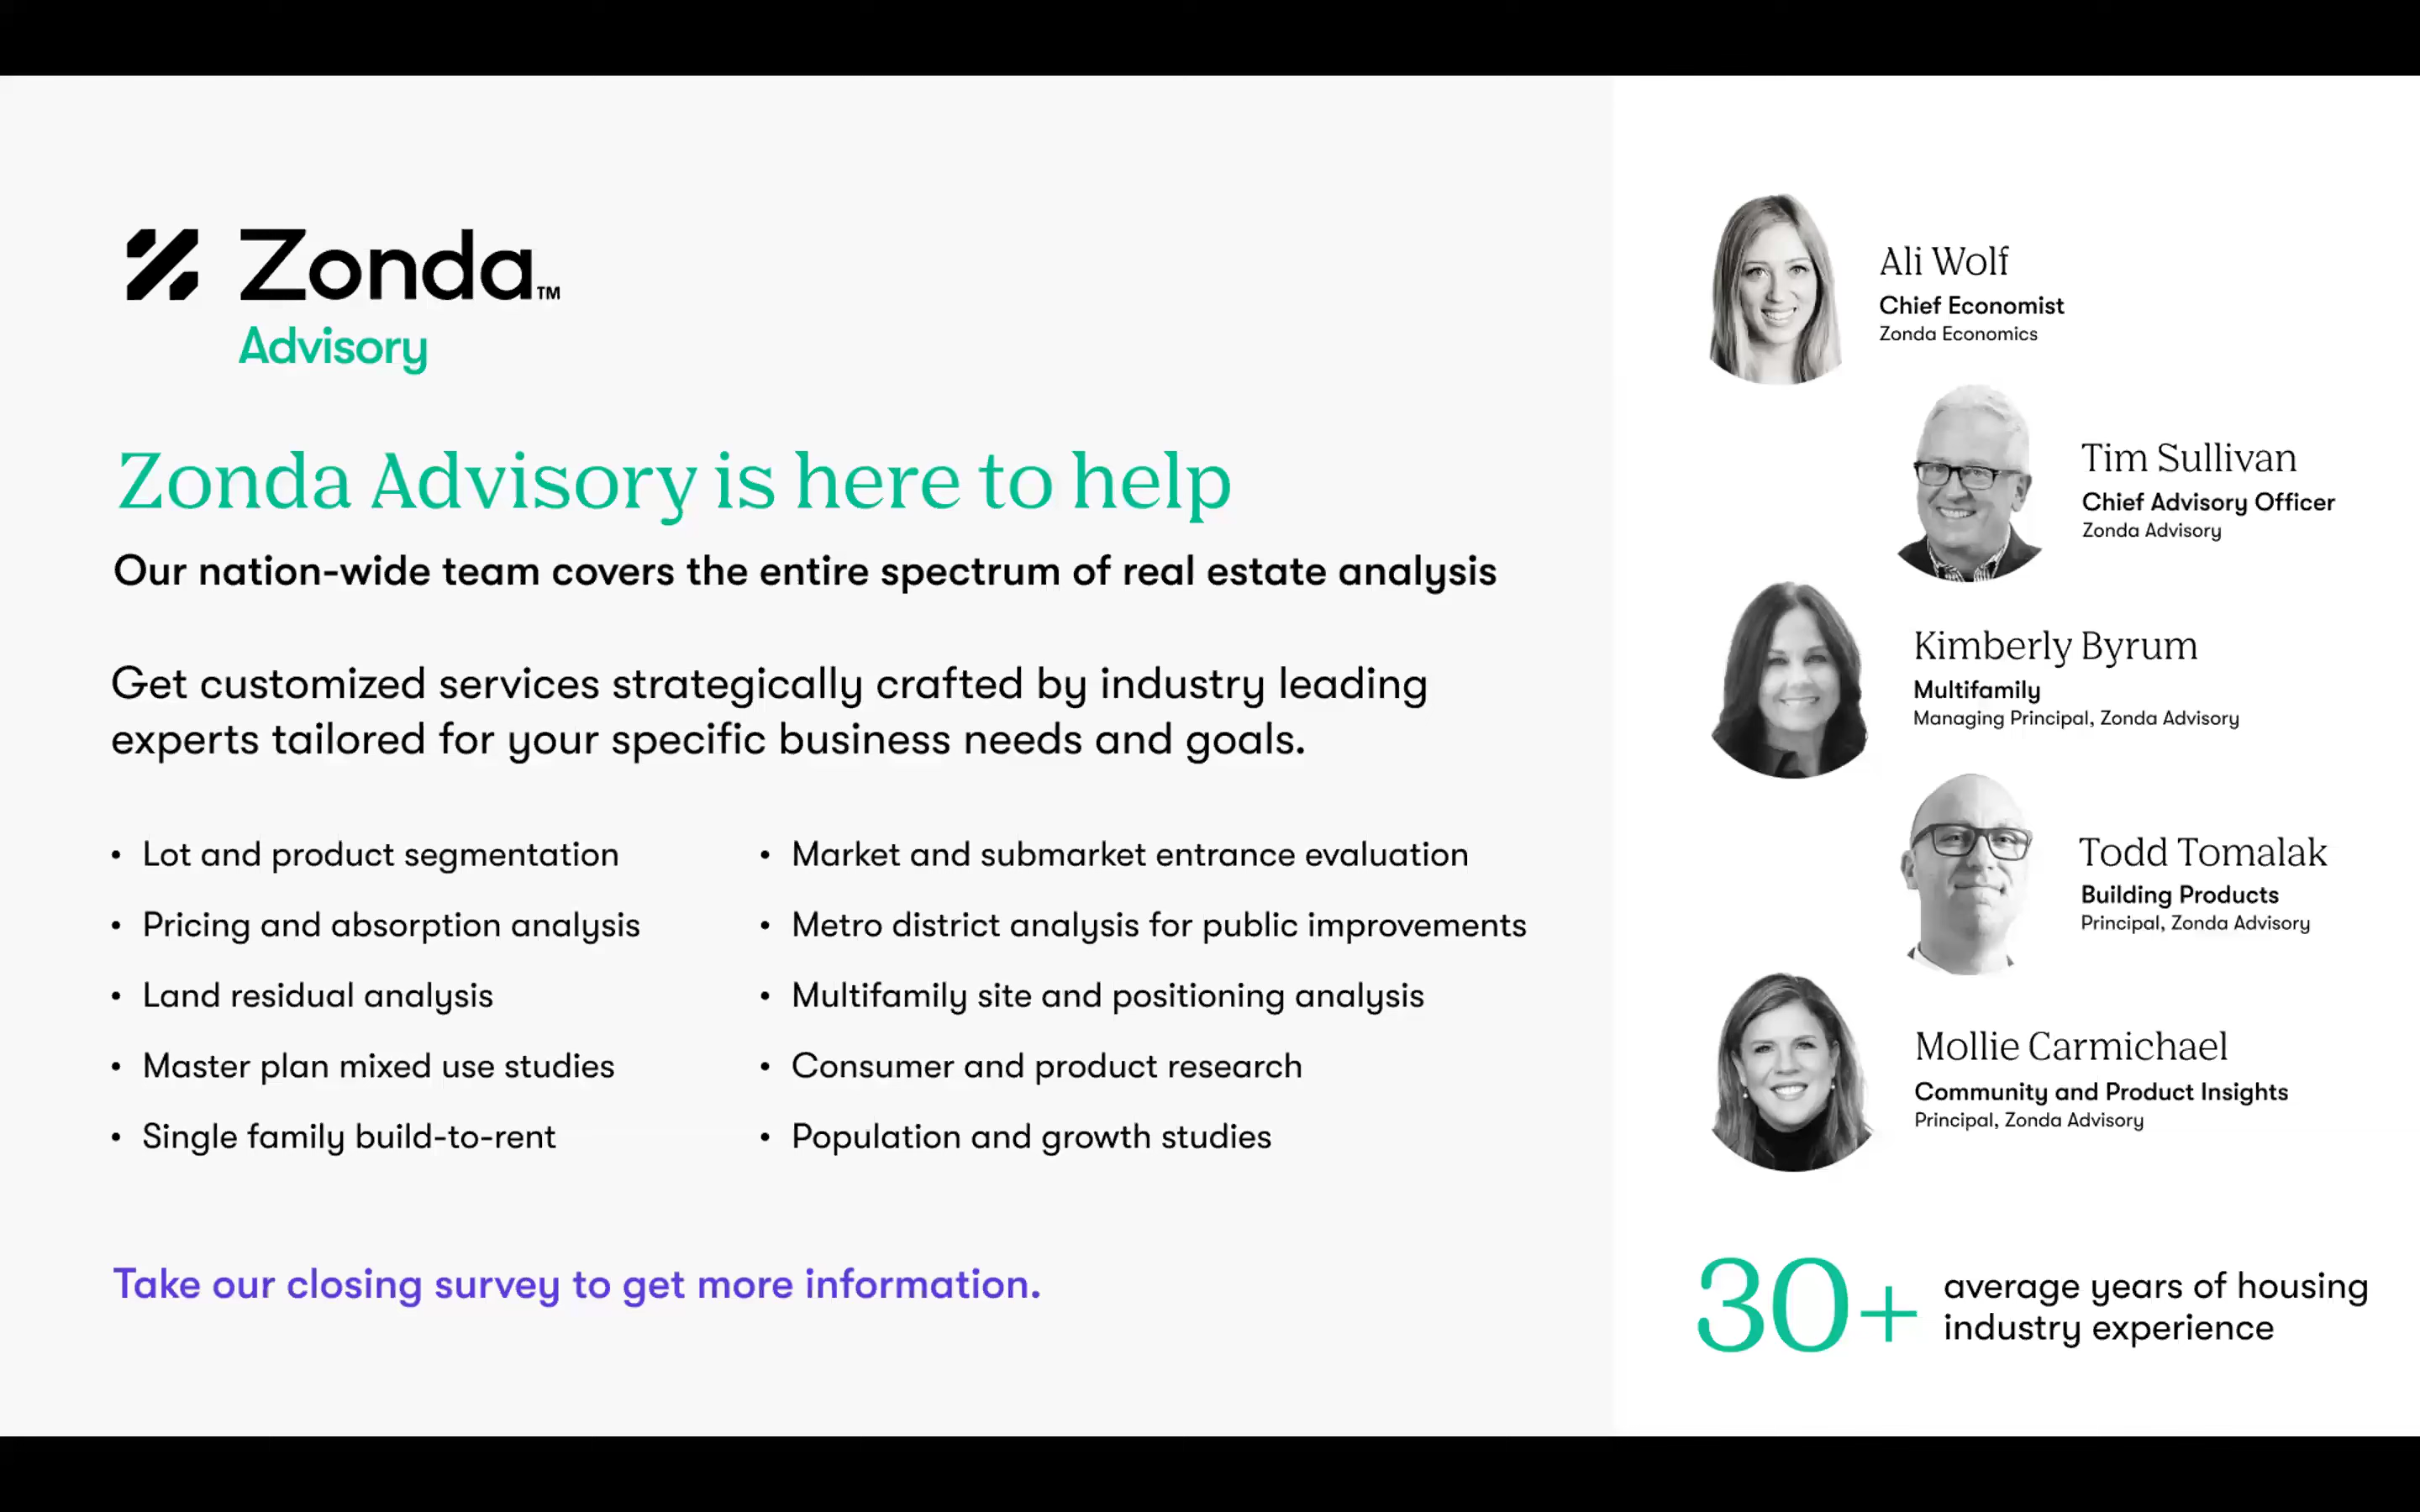 Zonda™
Advisory
Zonda Advisory is here to help
Our nation-wide team covers the entire spectrum of real estate analysis
Get customized services strategically crafted by industry leading
experts tailored for your specific business needs and goals.
• Lot and product segmentation
• Pricing and absorption analysis
• Land residual analysis
• Master plan mixed use studies
• Single family build-to-rent
• Market and submarket entrance evaluation
• Metro district analysis for public improvements
• Multifamily site and positioning analysis
• Consumer and product research
• Population and growth studies
Take our closing survey to get more information.
Ali Wolf
Chief Economist
Zonda Economics
Tim Sullivan
Chief Advisory Officer
Zonda Advisory
Kimberly Byrum
Multifamily
Managing Principal, Zonda Advisory
Todd Tomalak
Building Products
Principal, Zonda Advisory
Mollie Carmichael
Community and Product Insights
Principal, Zonda Advisory
30+
average years of housing
industry experience